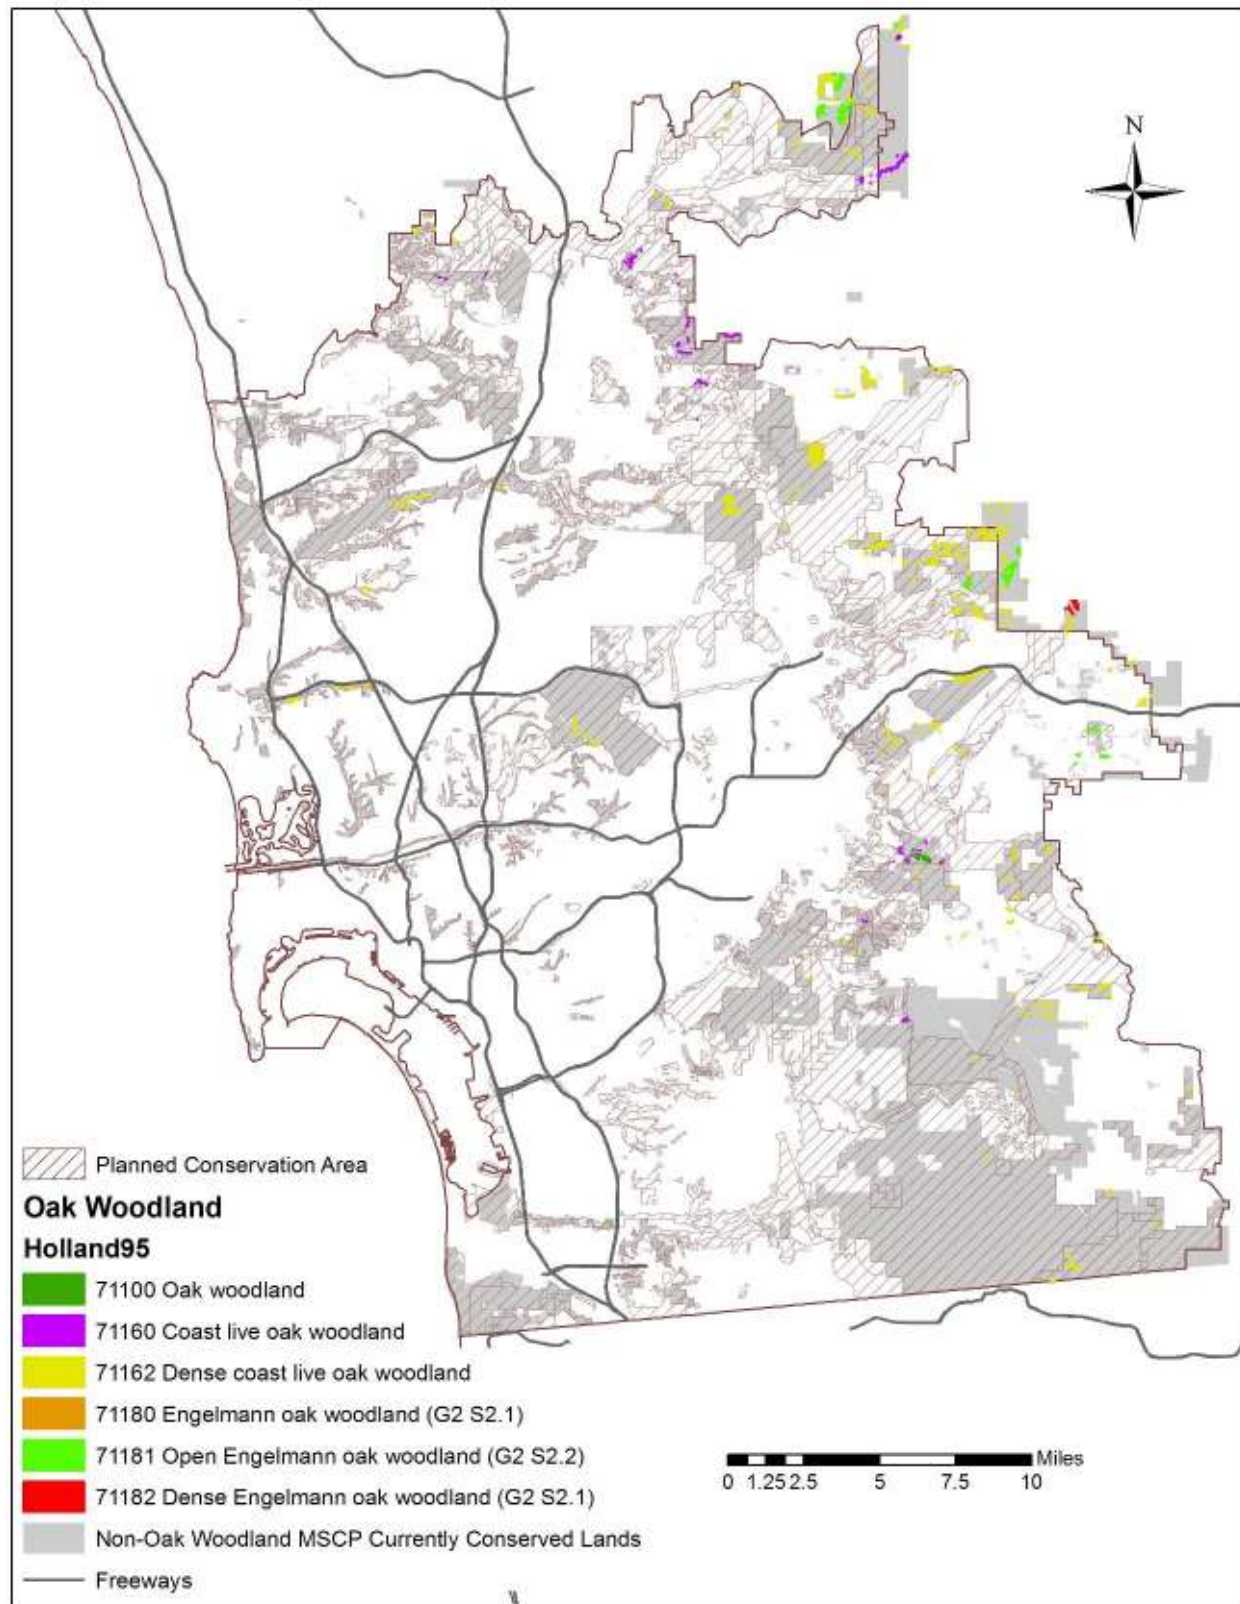 N
Planned Conservation Area
Oak Woodland
Holland95
71100 Oak woodland
71160 Coast live oak woodland
71162 Dense coast live oak woodland
71180 Engelmann oak woodland (G2 S2.1)
71181 Open Engelmann oak woodland (G2 S2.2)
71182 Dense Engelmann oak woodland (G2 S2.1)
Non-Oak Woodland MSCP Currently Conserved Lands
Freeways
Miles
0 1.25 2.5 5 7.5 10